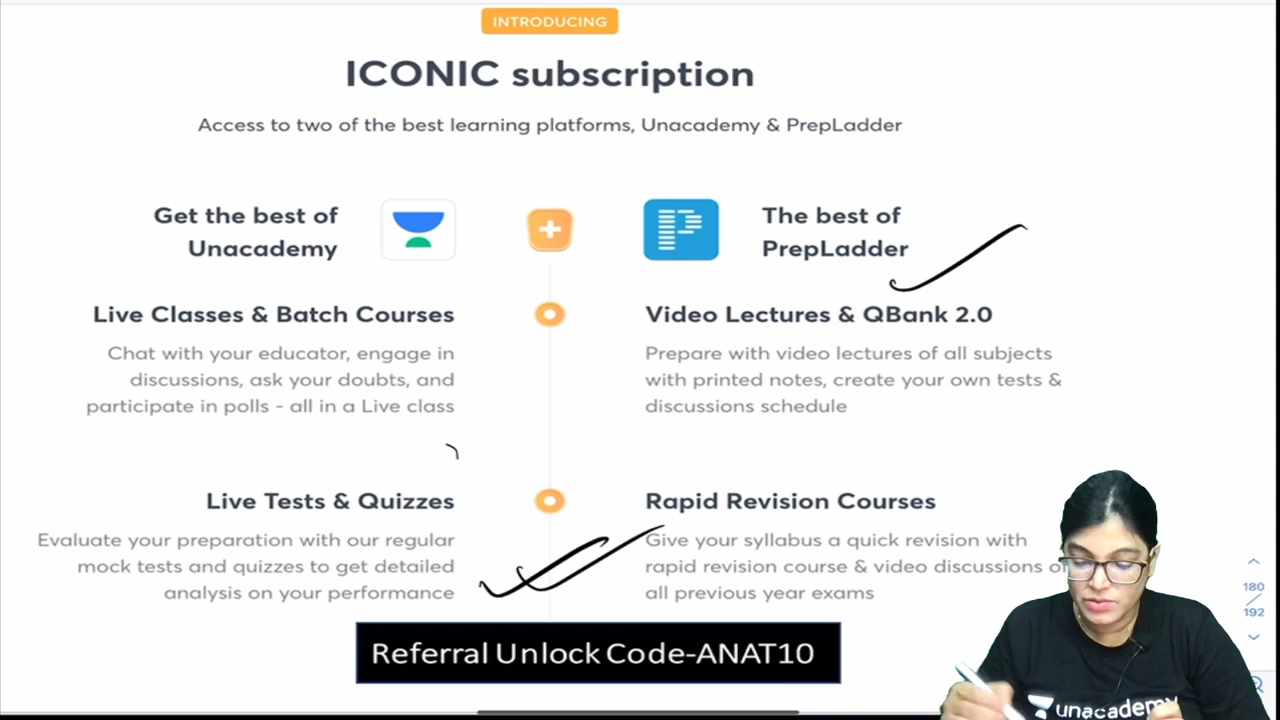 INTRODUCING
ICONIC subscription
Access to two of the best learning platforms, Unacademy & PrepLadder
Get the best of
Unacademy
The best of
PrepLadder
Live Classes & Batch Courses
Chat with your educator, engage in
discussions, ask your doubts, and
participate in polls - all in a Live class
Video Lectures & QBank 2.0
Prepare with video lectures of all subjects
with printed notes, create your own tests &
discussions schedule
Live Tests & Quizzes
Evaluate your preparation with our regular
mock tests and quizzes to get detailed
analysis on your performance
Rapid Revision Courses
Give your syllabus a quick revision with
rapid revision course & video discussions
all previous year exams
Referral Unlock Code-ANAT10
180
192
unacademy